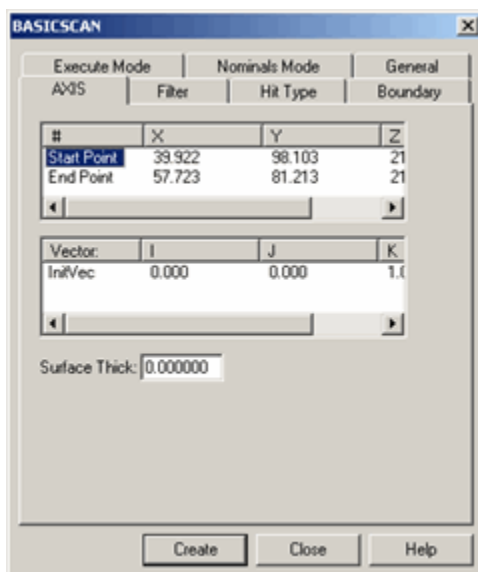 BASICSCAN
Execute Mode Nominals Mode General
AXIS Filter Hit Type Boundary
# X Y Z
Start Point 39.922 98.103 21
End Point 57.723 81.213 21
Vector: I J K
InitVec 0.000 0.000 1.0
Surface Thick: 0.000000
Create Close Help